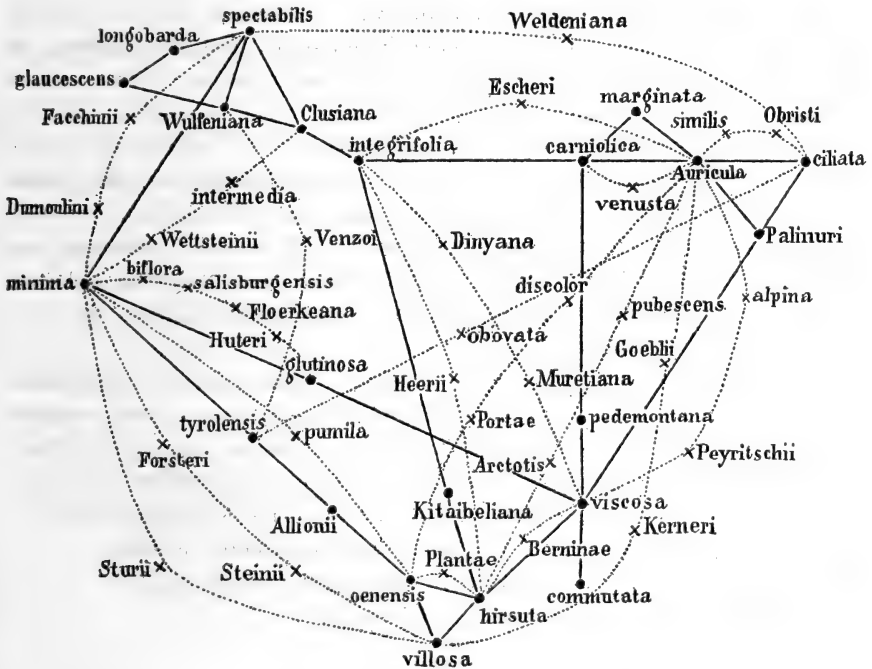 spectabilis
Weldeniana
longobarda
glaucescens
Escheri
marginata
Facchinii
Wulfeniana
Clusiana
similis
Obristi
integrifolia
carniolica
Auricula
ciliata
intermedia
venusta
Dumoulini
Wettsteinii
Venzoi
Dinyana
Palinuri
minima
biflora
salisburgensis
discolor
alpina
Floerkeana
pubescens
Huteri
obovata
Goeblii
glutinosa
Heerii
Muretiana
tyrolensis
pumila
Portae
pedemontana
Forsteri
Arctotis
Peyritschii
Allionii
Kitaibeliana
viscosa
Kerneri
Sturii
Steinii
Plantae
Berninae
oenensis
hirsuta
commutata
villosa